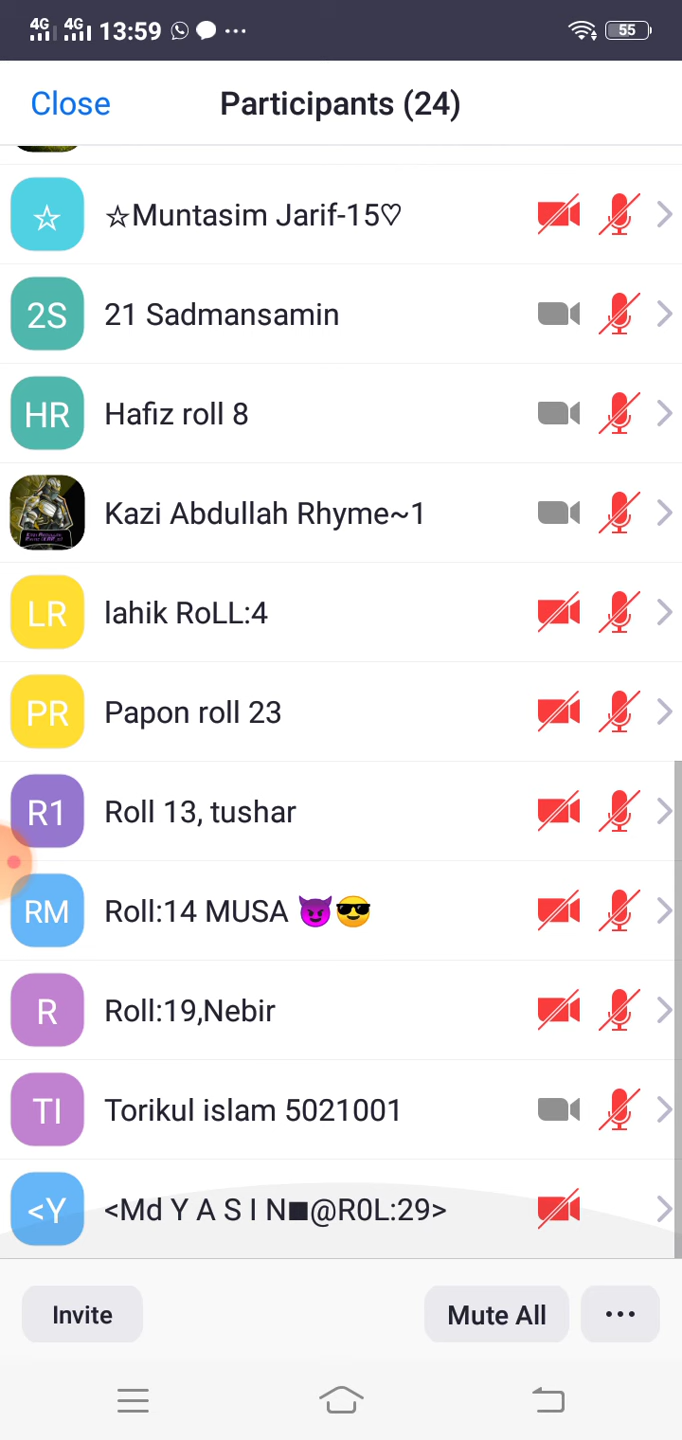 4G 4G 13:59 55
Close Participants (24)
☆ ☆Muntasim Jarif-15♡
2S 21 Sadmansamin
HR Hafiz roll 8
Kazi Abdullah Rhyme~1
LR lahik RoLL:4
PR Papon roll 23
R1 Roll 13, tushar
RM Roll:14 MUSA 😈😎
R Roll:19,Nebir
TI Torikul islam 5021001
<Y <Md Y A S I N■@R0L:29>
Invite Mute All ...